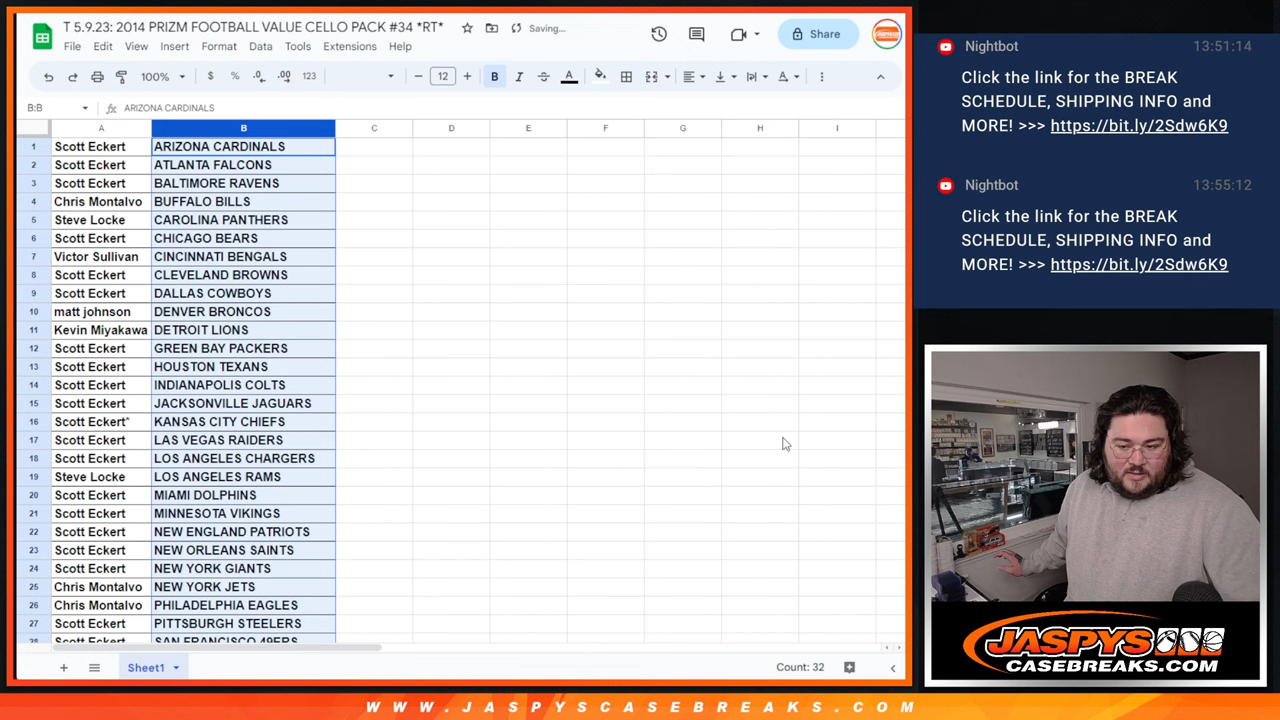 T 5.9.23: 2014 PRIZM FOOTBALL VALUE CELLO PACK #34 *RT* Saving...
File Edit View Insert Format Data Tools Extensions Help
Share
100% $ % .0 .00 123 12 B I A
B:B fx ARIZONA CARDINALS
A B C D E F G H I
1 Scott Eckert ARIZONA CARDINALS
2 Scott Eckert ATLANTA FALCONS
3 Scott Eckert BALTIMORE RAVENS
4 Chris Montalvo BUFFALO BILLS
5 Steve Locke CAROLINA PANTHERS
6 Scott Eckert CHICAGO BEARS
7 Victor Sullivan CINCINNATI BENGALS
8 Scott Eckert CLEVELAND BROWNS
9 Scott Eckert DALLAS COWBOYS
10 matt johnson DENVER BRONCOS
11 Kevin Miyakawa DETROIT LIONS
12 Scott Eckert GREEN BAY PACKERS
13 Scott Eckert HOUSTON TEXANS
14 Scott Eckert INDIANAPOLIS COLTS
15 Scott Eckert JACKSONVILLE JAGUARS
16 Scott Eckert* KANSAS CITY CHIEFS
17 Scott Eckert LAS VEGAS RAIDERS
18 Scott Eckert LOS ANGELES CHARGERS
19 Steve Locke LOS ANGELES RAMS
20 Scott Eckert MIAMI DOLPHINS
21 Scott Eckert MINNESOTA VIKINGS
22 Scott Eckert NEW ENGLAND PATRIOTS
23 Scott Eckert NEW ORLEANS SAINTS
24 Scott Eckert NEW YORK GIANTS
25 Chris Montalvo NEW YORK JETS
26 Chris Montalvo PHILADELPHIA EAGLES
27 Scott Eckert PITTSBURGH STEELERS
28 Scott Eckert SAN FRANCISCO 49ERS
Sheet1 Count: 32
Nightbot 13:51:14
Click the link for the BREAK
SCHEDULE, SHIPPING INFO and
MORE! >>> https://bit.ly/2Sdw6K9
Nightbot 13:55:12
Click the link for the BREAK
SCHEDULE, SHIPPING INFO and
MORE! >>> https://bit.ly/2Sdw6K9
JASPYS
CASEBREAKS.COM
WWW.JASPYSCASEBREAKS.COM